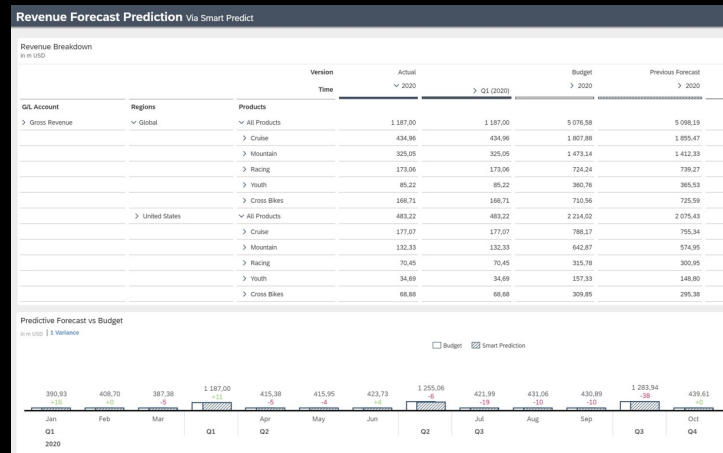 Revenue Forecast Prediction Via Smart Predict
Revenue Breakdown
in m USD
Version Actual Budget Previous Forecast
Time 2020 Q1 (2020) 2020 2020
G/L Account Regions Products
Gross Revenue Global All Products 1 187,00 1 187,00 5 076,58 5 098,19
Cruise 434,96 434,96 1 807,88 1 855,47
Mountain 325,05 325,05 1 473,14 1 412,33
Racing 173,06 173,06 724,24 739,27
Youth 85,22 85,22 360,76 365,53
Cross Bikes 168,71 168,71 710,56 725,59
United States All Products 483,22 483,22 2 214,02 2 075,43
Cruise 177,07 177,07 788,17 755,34
Mountain 132,33 132,33 642,87 574,95
Racing 70,45 70,45 315,78 300,95
Youth 34,69 34,69 157,33 148,80
Cross Bikes 68,68 68,68 309,85 295,38
Predictive Forecast vs Budget
in m USD | 1 Variance
Budget Smart Prediction
390,93 408,70 387,38 1 187,00 415,38 415,95 423,73 1 255,06 421,99 431,06 430,89 1 283,94 439,61
+16 +0 -5 +11 -5 -4 +4 -6 -19 -10 -10 -38 +0
Jan Feb Mar Apr May Jun Jul Aug Sep Oct
Q1 Q1 Q2 Q2 Q3 Q3 Q4
2020